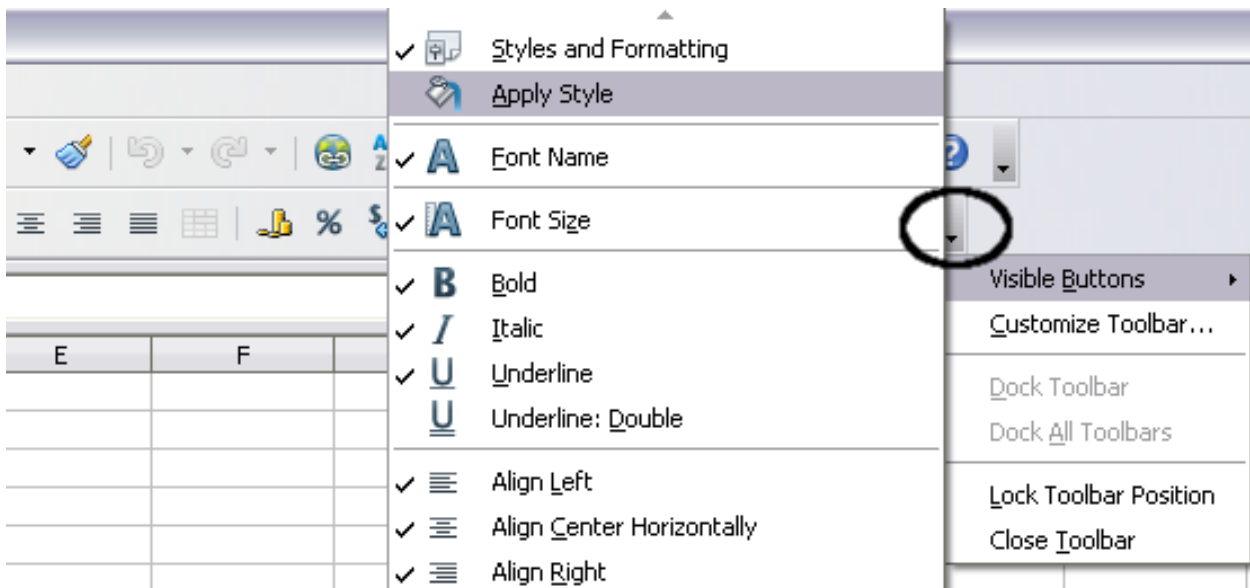 Styles and Formatting
Apply Style
Font Name
Font Size
Bold
Italic
Underline
Underline: Double
Align Left
Align Center Horizontally
Align Right
Visible Buttons
Customize Toolbar...
Dock Toolbar
Dock All Toolbars
Lock Toolbar Position
Close Toolbar
E F